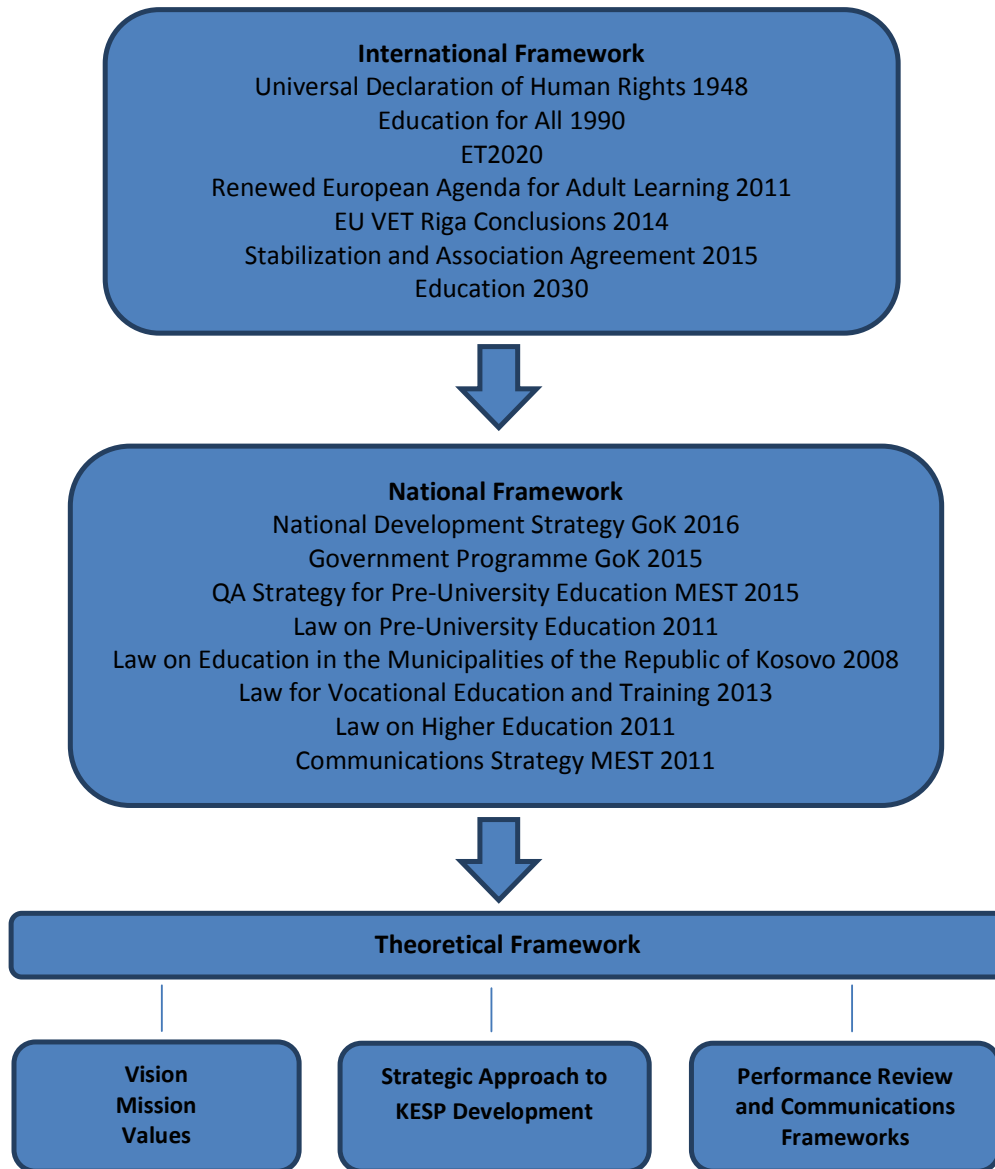 International Framework
Universal Declaration of Human Rights 1948
Education for All 1990
ET2020
Renewed European Agenda for Adult Learning 2011
EU VET Riga Conclusions 2014
Stabilization and Association Agreement 2015
Education 2030
National Framework
National Development Strategy GoK 2016
Government Programme GoK 2015
QA Strategy for Pre-University Education MEST 2015
Law on Pre-University Education 2011
Law on Education in the Municipalities of the Republic of Kosovo 2008
Law for Vocational Education and Training 2013
Law on Higher Education 2011
Communications Strategy MEST 2011
Theoretical Framework
Vision
Mission
Values
Strategic Approach to
KESP Development
Performance Review
and Communications
Frameworks